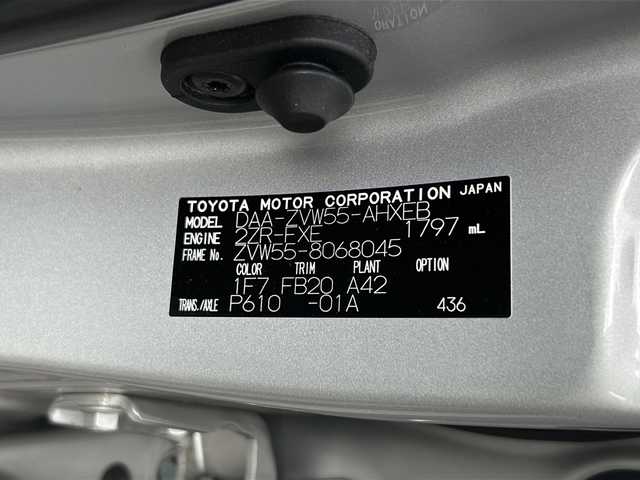 TOYOTA MOTOR CORPORATION JAPAN
MODEL DAA-ZVW55-AHXEB
ENGINE 2ZR-FXE 1797 mL
FRAME No. ZVW55-8068045
COLOR TRIM PLANT OPTION
1F7 FB20 A42
TRANS./AXLE P610 -01A 436